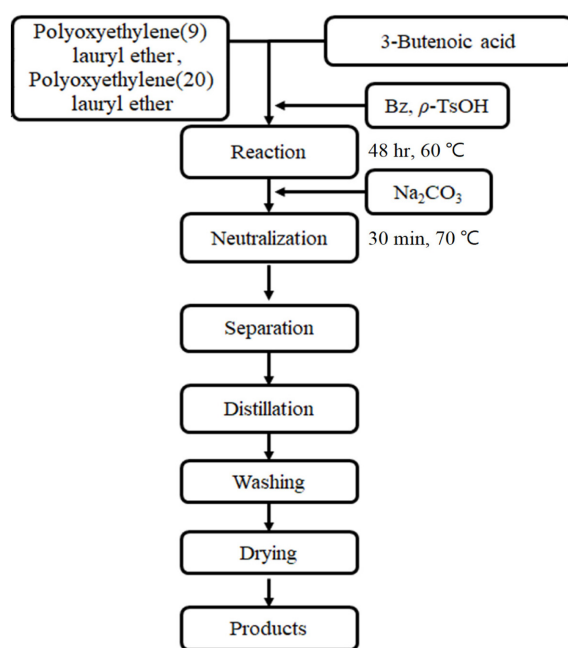 Polyoxyethylene(9)
lauryl ether,
Polyoxyethylene(20)
lauryl ether
3-Butenoic acid
Bz, ρ-TsOH
Reaction
48 hr, 60 ℃
Na₂CO₃
Neutralization
30 min, 70 ℃
Separation
Distillation
Washing
Drying
Products